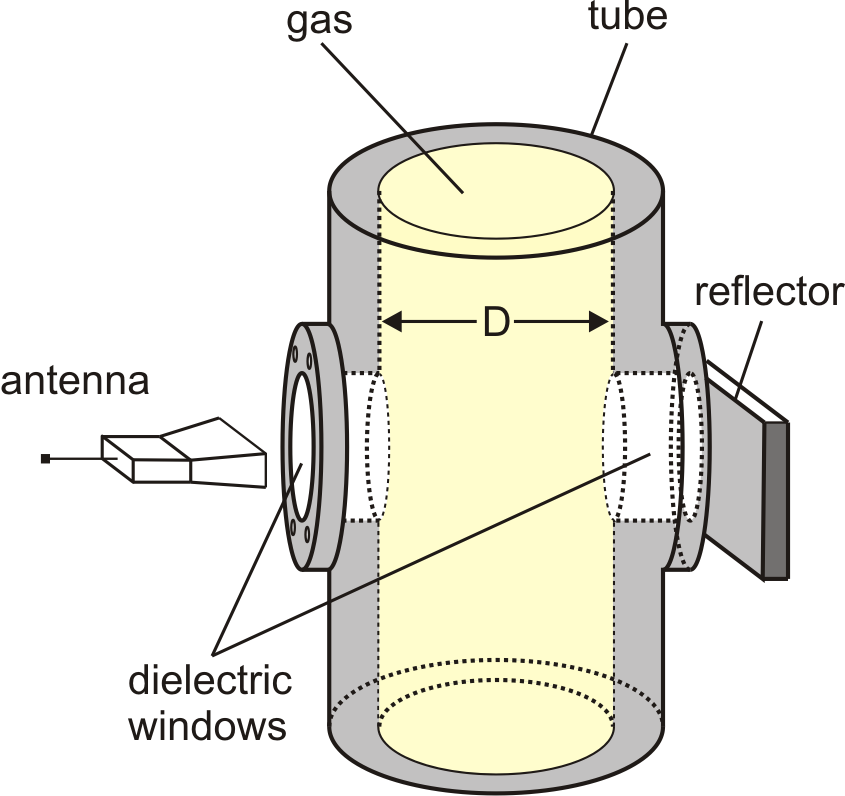 gas
tube
reflector
D
antenna
dielectric
windows